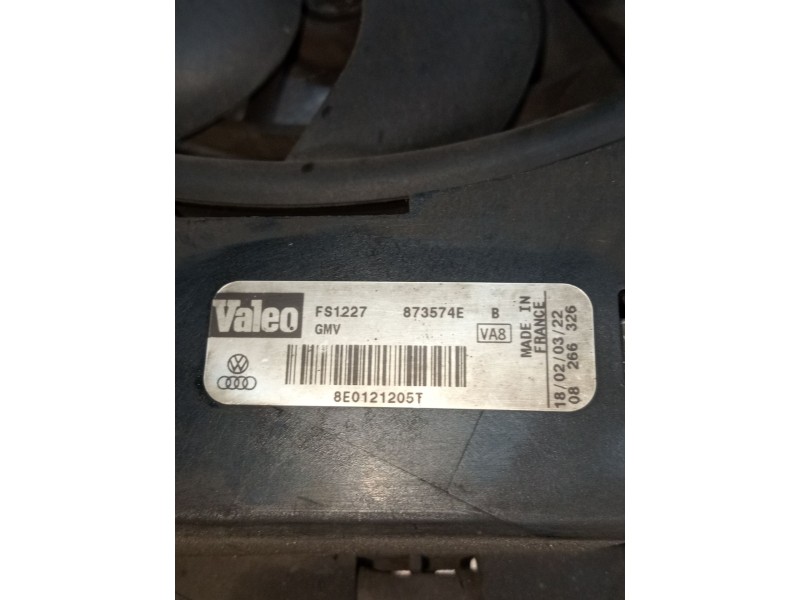 Valeo FS1227 873574E B
GMV VA8
8E0121205T
MADE IN
FRANCE
18/02/03/22
08 266 326